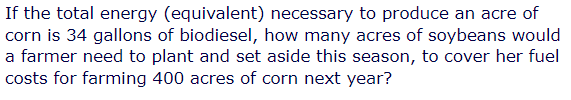 If the total energy (equivalent) necessary to produce an acre of
corn is 34 gallons of biodiesel, how many acres of soybeans would
a farmer need to plant and set aside this season, to cover her fuel
costs for farming 400 acres of corn next year?